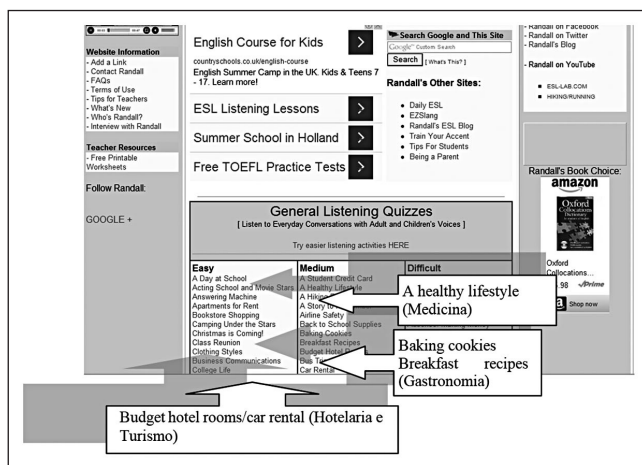 Website Information
- Add a Link
- Contact Randall
- FAQs
- Terms of Use
- Tips for Teachers
- What's New
- Who's Randall?
- Interview with Randall
Teacher Resources
- Free Printable
Worksheets
Follow Randall:
GOOGLE +
English Course for Kids
countryschools.co.uk/english-course
English Summer Camp in the UK. Kids & Teens 7
- 17. Learn more!
ESL Listening Lessons
Summer School in Holland
Free TOEFL Practice Tests
Search Google and This Site
Google Custom Search
Search [ What's This? ]
Randall's Other Sites:
Daily ESL
EZSlang
Randall's ESL Blog
Train Your Accent
Tips For Students
Being a Parent
- Randall on Facebook
- Randall on Twitter
- Randall's Blog
- Randall on YouTube
ESL-LAB.COM
HIKING/RUNNING
Randall's Book Choice:
amazon
Oxford
Collocations
Dictionary
Oxford
Collocations...
.98 Prime
Shop now
General Listening Quizzes
[ Listen to Everyday Conversations with Adult and Children's Voices ]
Try easier listening activities HERE
Easy
A Day at School
Acting School and Movie Stars
Answering Machine
Apartments for Rent
Bookstore Shopping
Camping Under the Stars
Christmas is Coming!
Class Reunion
Clothing Styles
Business Communications
College Life
Medium
A Student Credit Card
A Healthy Lifestyle
A Hiking
A Story to
Airline Safety
Back to School Supplies
Baking Cookies
Breakfast Recipes
Budget Hotel
Bus
Car Rental
Difficult
A healthy lifestyle
(Medicina)
Baking cookies
Breakfast recipes
(Gastronomia)
Budget hotel rooms/car rental (Hotelaria e
Turismo)